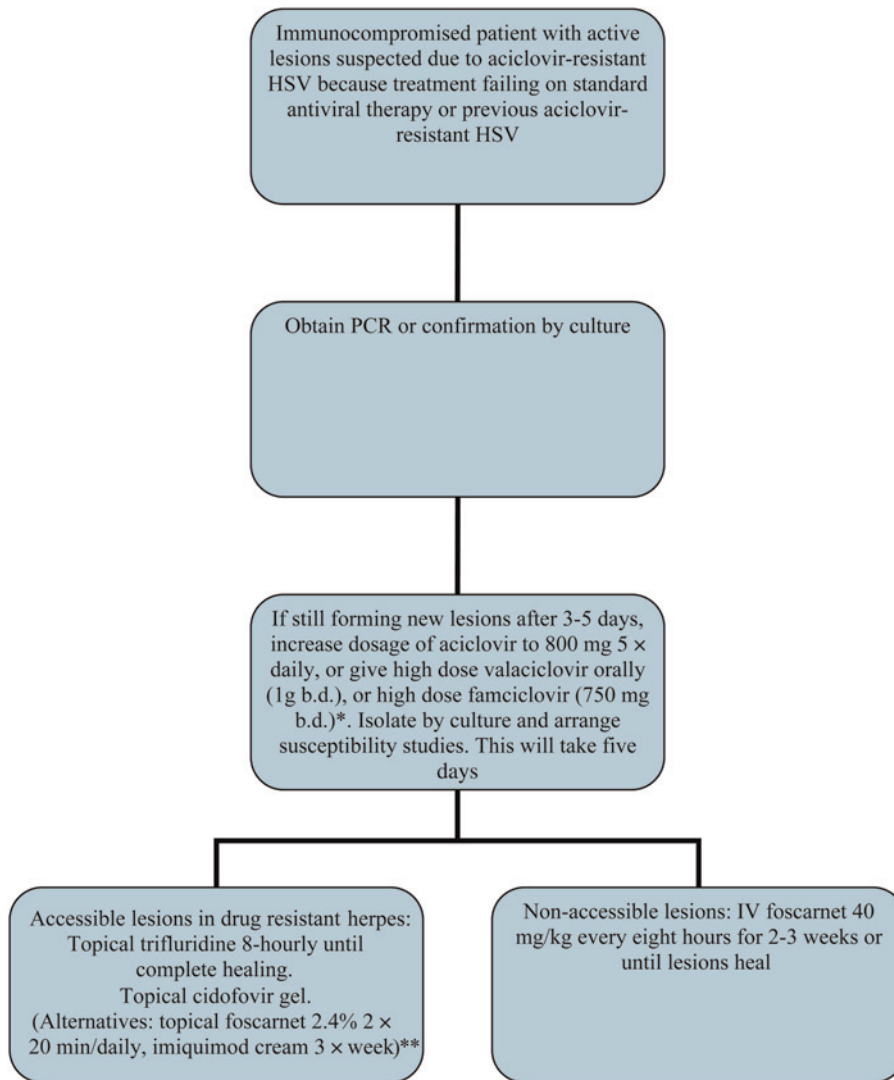 Immunocompromised patient with active
lesions suspected due to aciclovir-resistant
HSV because treatment failing on standard
antiviral therapy or previous aciclovir-
resistant HSV
Obtain PCR or confirmation by culture
If still forming new lesions after 3-5 days,
increase dosage of aciclovir to 800 mg 5 ×
daily, or give high dose valaciclovir orally
(1g b.d.), or high dose famciclovir (750 mg
b.d.)*. Isolate by culture and arrange
susceptibility studies. This will take five
days
Accessible lesions in drug resistant herpes:
Topical trifluridine 8-hourly until
complete healing.
Topical cidofovir gel.
(Alternatives: topical foscarnet 2.4% 2 ×
20 min/daily, imiquimod cream 3 × week)**
Non-accessible lesions: IV foscarnet 40
mg/kg every eight hours for 2-3 weeks or
until lesions heal